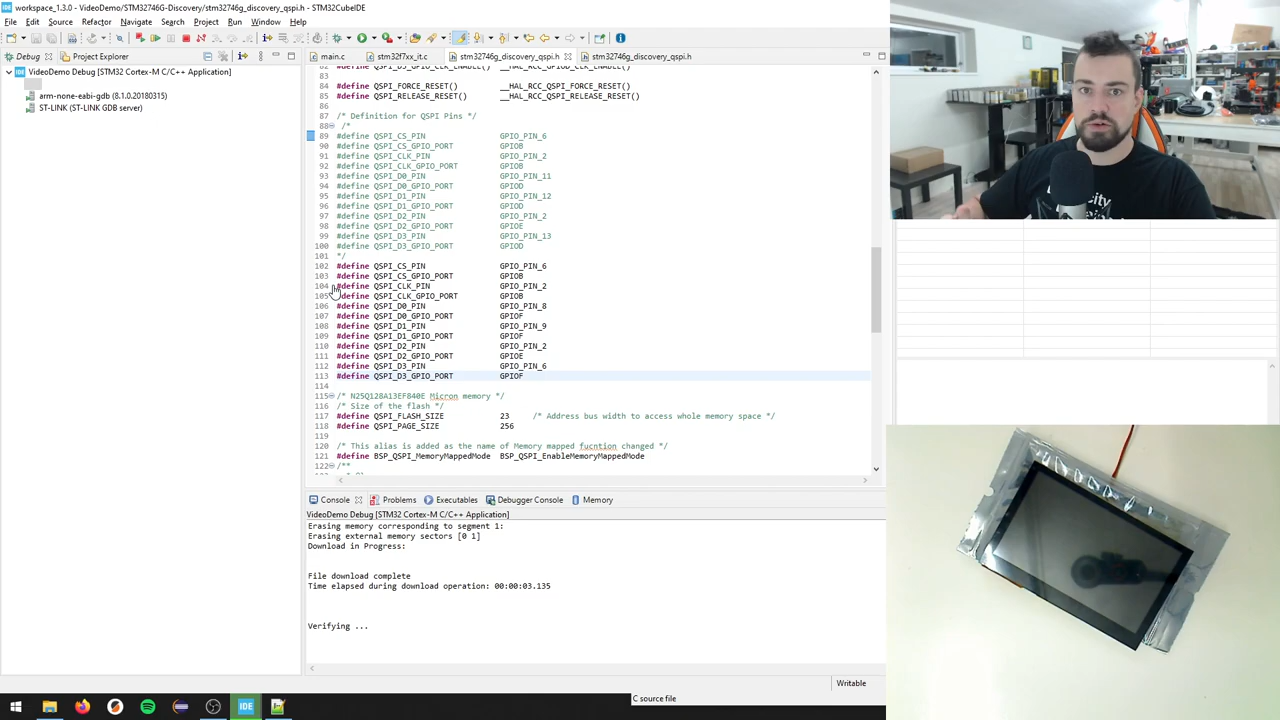 workspace_1.3.0 - VideoDemo/STM32746G-Discovery/stm32746g_discovery_qspi.h - STM32CubeIDE
File Edit Source Refactor Navigate Search Project Run Window Help
Debug Project Explorer
main.c stm32f7xx_it.c stm32746g_discovery_qspi.h stm32746g_discovery_qspi.h
VideoDemo Debug [STM32 Cortex-M C/C++ Application]
arm-none-eabi-gdb (8.1.0.20180315)
ST-LINK (ST-LINK GDB server)
82 #define QSPI_D3_GPIO_CLK_ENABLE() __HAL_RCC_GPIOD_CLK_ENABLE()
83
84 #define QSPI_FORCE_RESET() __HAL_RCC_QSPI_FORCE_RESET()
85 #define QSPI_RELEASE_RESET() __HAL_RCC_QSPI_RELEASE_RESET()
86
87 /* Definition for QSPI Pins */
88 /*
89 #define QSPI_CS_PIN GPIO_PIN_6
90 #define QSPI_CS_GPIO_PORT GPIOB
91 #define QSPI_CLK_PIN GPIO_PIN_2
92 #define QSPI_CLK_GPIO_PORT GPIOB
93 #define QSPI_D0_PIN GPIO_PIN_11
94 #define QSPI_D0_GPIO_PORT GPIOD
95 #define QSPI_D1_PIN GPIO_PIN_12
96 #define QSPI_D1_GPIO_PORT GPIOD
97 #define QSPI_D2_PIN GPIO_PIN_2
98 #define QSPI_D2_GPIO_PORT GPIOE
99 #define QSPI_D3_PIN GPIO_PIN_13
100 #define QSPI_D3_GPIO_PORT GPIOD
101 */
102 #define QSPI_CS_PIN GPIO_PIN_6
103 #define QSPI_CS_GPIO_PORT GPIOB
104 #define QSPI_CLK_PIN GPIO_PIN_2
105 #define QSPI_CLK_GPIO_PORT GPIOB
106 #define QSPI_D0_PIN GPIO_PIN_8
107 #define QSPI_D0_GPIO_PORT GPIOF
108 #define QSPI_D1_PIN GPIO_PIN_9
109 #define QSPI_D1_GPIO_PORT GPIOF
110 #define QSPI_D2_PIN GPIO_PIN_2
111 #define QSPI_D2_GPIO_PORT GPIOE
112 #define QSPI_D3_PIN GPIO_PIN_6
113 #define QSPI_D3_GPIO_PORT GPIOF
114
115 /* N25Q128A13EF840E Micron memory */
116 /* Size of the flash */
117 #define QSPI_FLASH_SIZE 23 /* Address bus width to access whole memory space */
118 #define QSPI_PAGE_SIZE 256
119
120 /* This alias is added as the name of Memory mapped fucntion changed */
121 #define BSP_QSPI_MemoryMappedMode BSP_QSPI_EnableMemoryMappedMode
122 /**
Console Problems Executables Debugger Console Memory
VideoDemo Debug [STM32 Cortex-M C/C++ Application]
Erasing memory corresponding to segment 1:
Erasing external memory sectors [0 1]
Download in Progress:
File download complete
Time elapsed during download operation: 00:00:03.135
Verifying ...
Writable
IDE
C source file